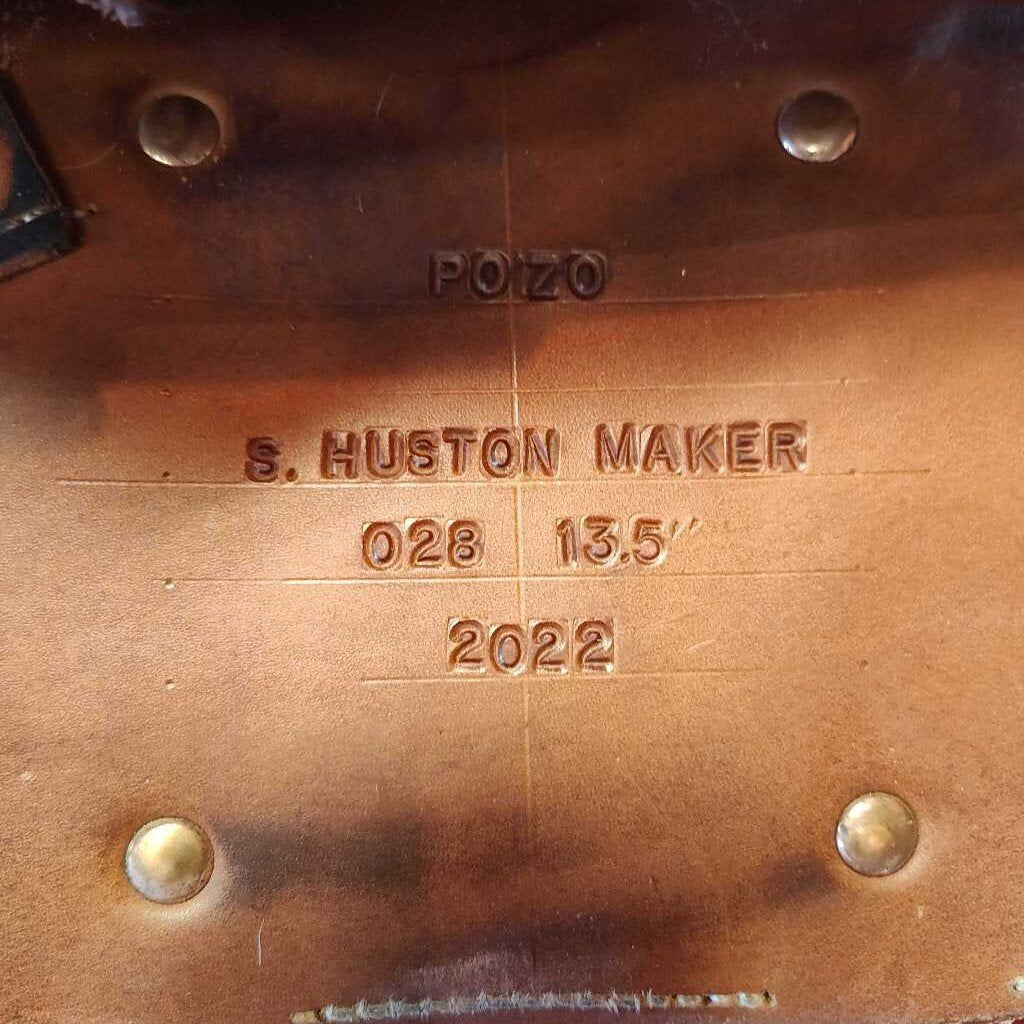 POZO
S. HUSTON MAKER
028 13.5"
2022